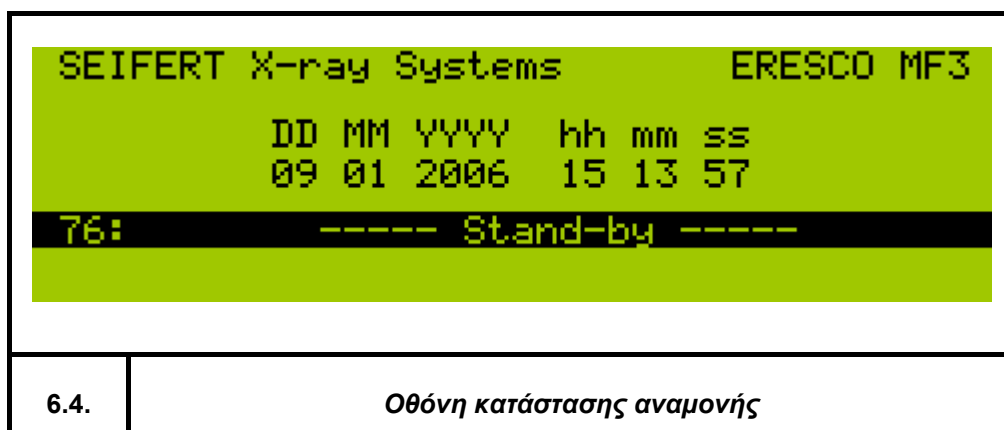 SEIFERT X-ray Systems ERESCO MF3
DD MM YYYY hh mm ss
09 01 2006 15 13 57
76: ----- Stand-by -----
6.4. Οθόνη κατάστασης αναμονής